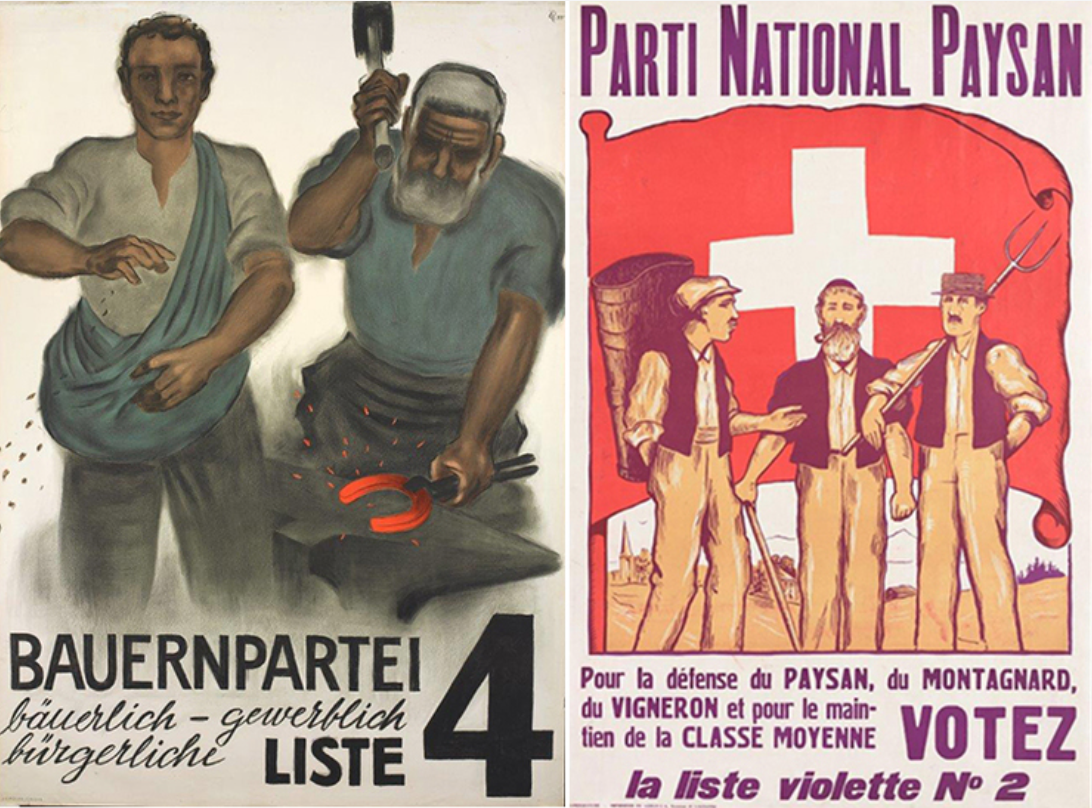 BAUERNPARTEI
bäuerlich – gewerblich
bürgerliche LISTE
4
PARTI NATIONAL PAYSAN
Pour la défense du PAYSAN, du MONTAGNARD,
du VIGNERON et pour le main-
tien de la CLASSE MOYENNE
VOTEZ
la liste violette No 2